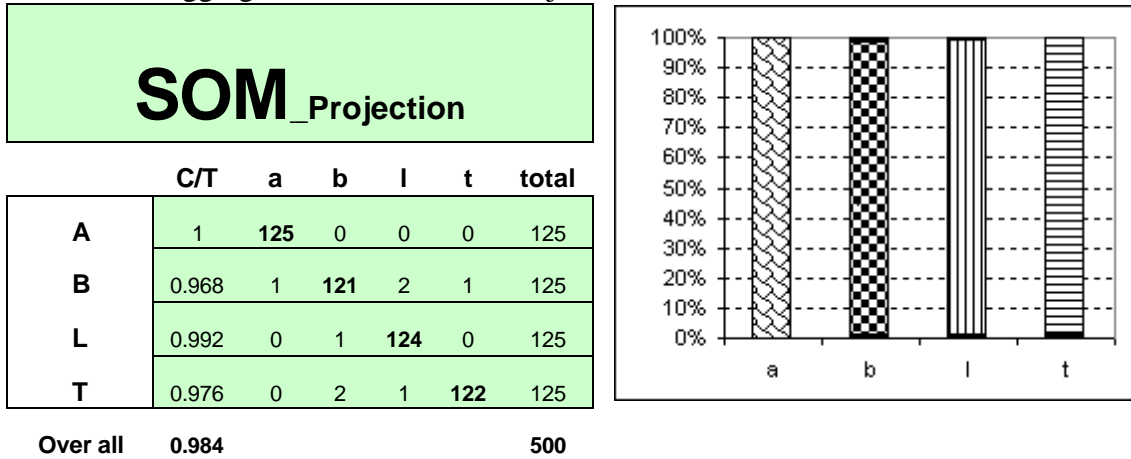 SOM_Projection
C/T a b l t total
A 1 125 0 0 0 125
B 0.968 1 121 2 1 125
L 0.992 0 1 124 0 125
T 0.976 0 2 1 122 125
Over all 0.984 500
100%
90%
80%
70%
60%
50%
40%
30%
20%
10%
0%
a b l t